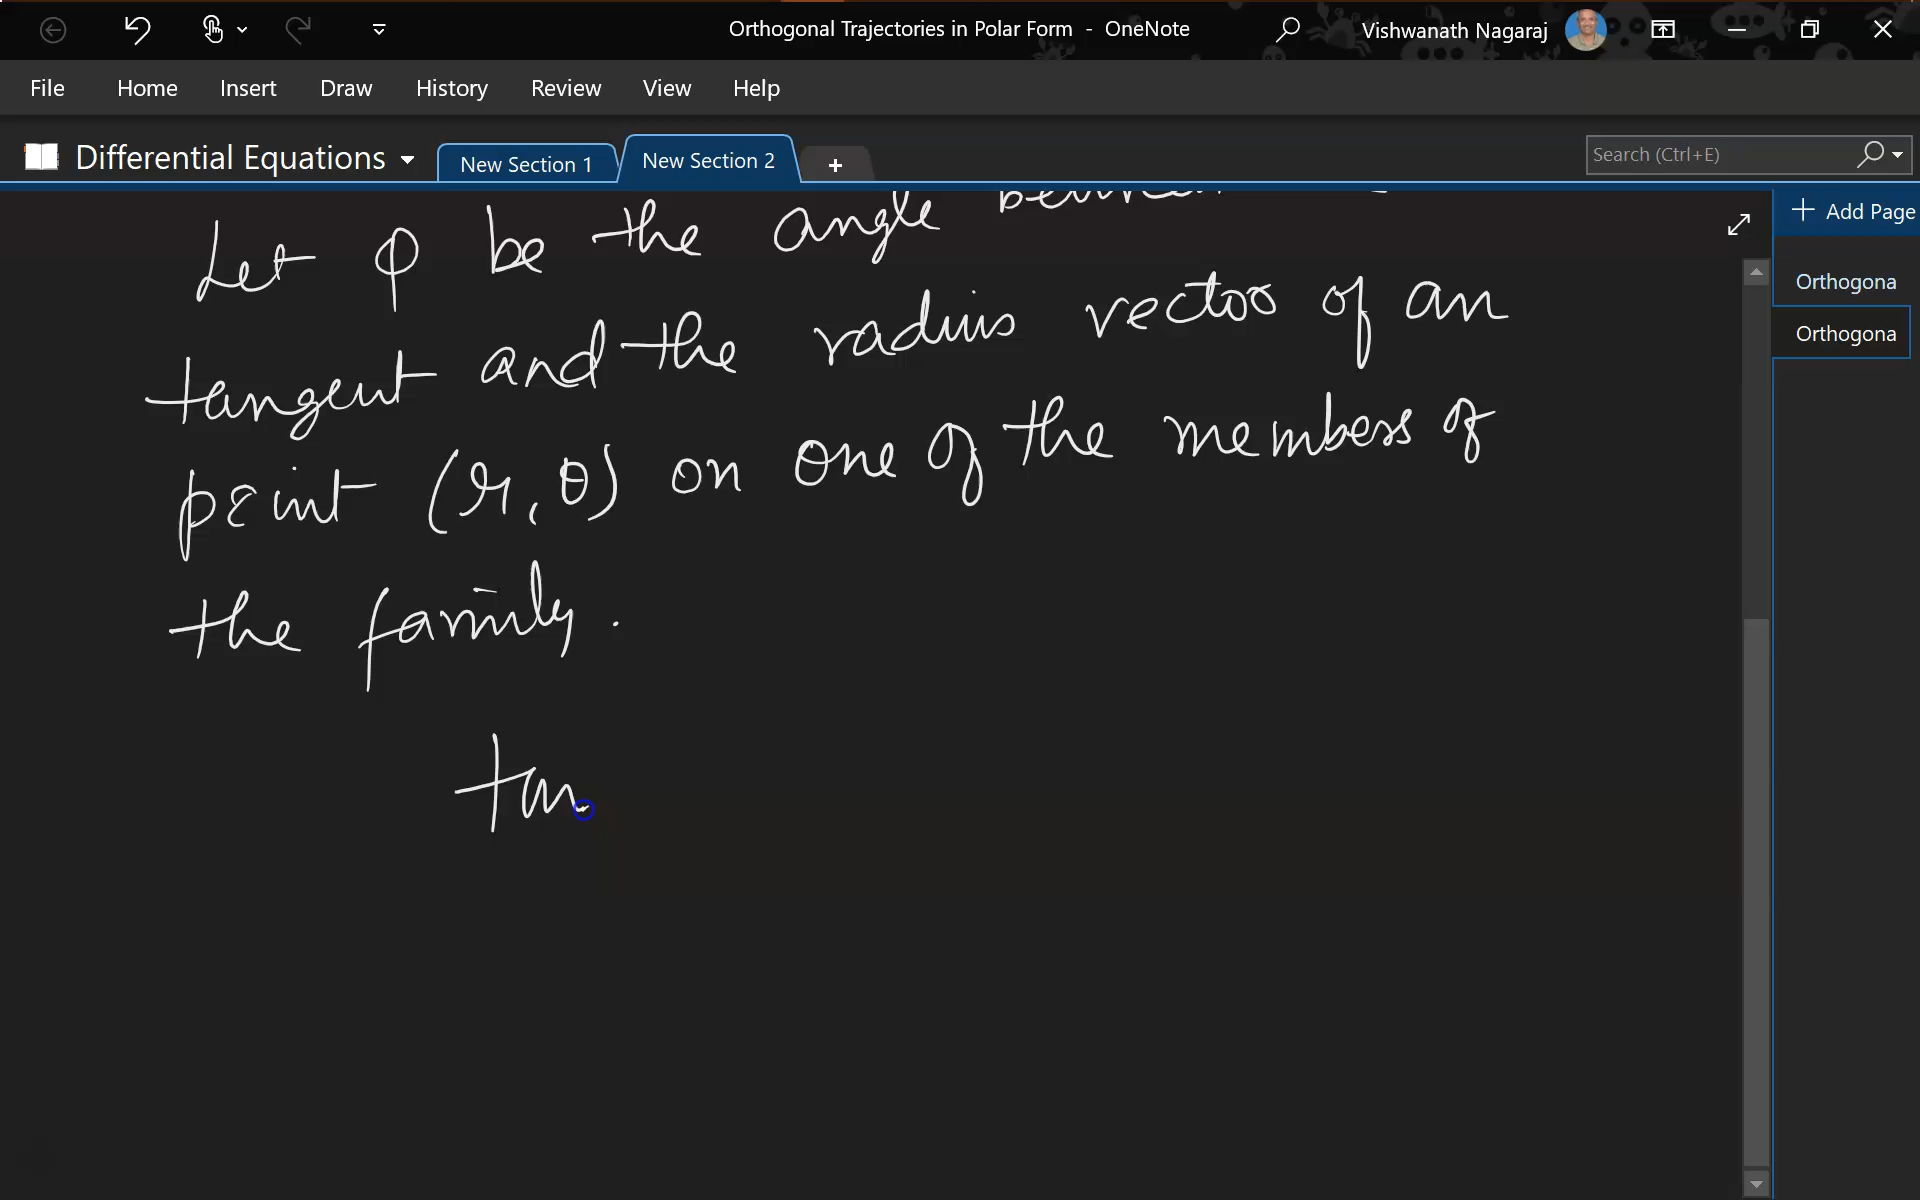 Orthogonal Trajectories in Polar Form - OneNote
Vishwanath Nagaraj
File Home Insert Draw History Review View Help
Differential Equations
New Section 1
New Section 2
+
Search (Ctrl+E)
+ Add Page
Orthogona
Orthogona
Let φ be the angle between
tangent and the radius vector of an
point (r, θ) on one of the members of
the family.
tan